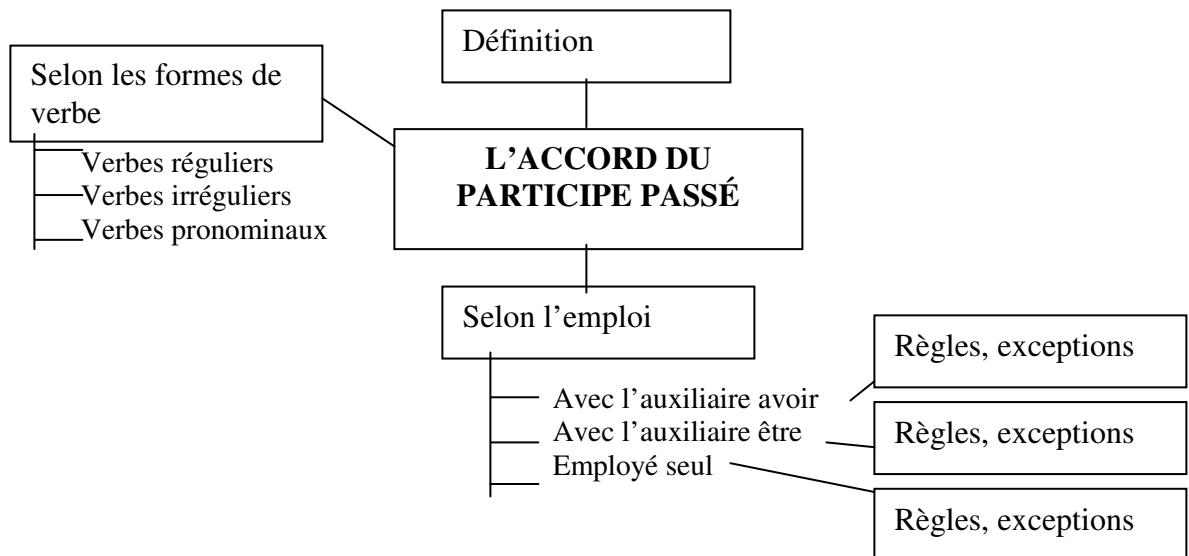 Définition
Selon les formes de
verbe
L’ACCORD DU
PARTICIPE PASSÉ
Verbes réguliers
Verbes irréguliers
Verbes pronominaux
Selon l’emploi
Avec l’auxiliaire avoir
Avec l’auxiliaire être
Employé seul
Règles, exceptions
Règles, exceptions
Règles, exceptions